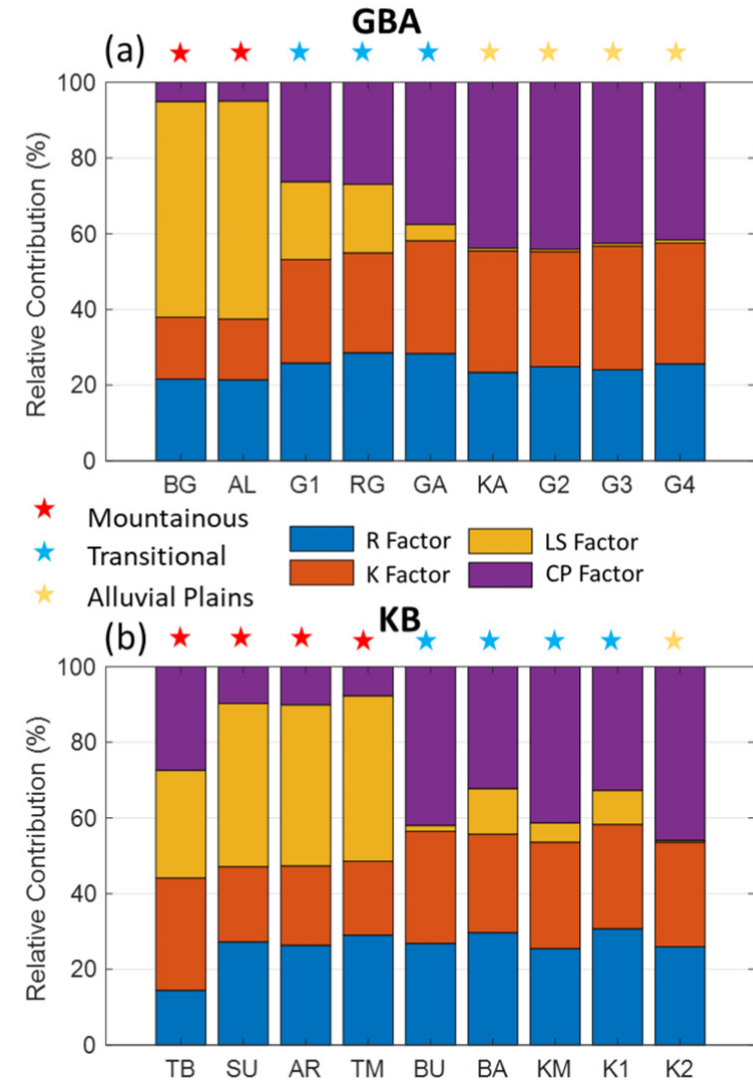 GBA
(a)
100
80
60
40
20
0
Relative Contribution (%)
BG AL G1 RG GA KA G2 G3 G4
Mountainous
Transitional
Alluvial Plains
R Factor
LS Factor
K Factor
CP Factor
KB
(b)
100
80
60
40
20
0
Relative Contribution (%)
TB SU AR TM BU BA KM K1 K2